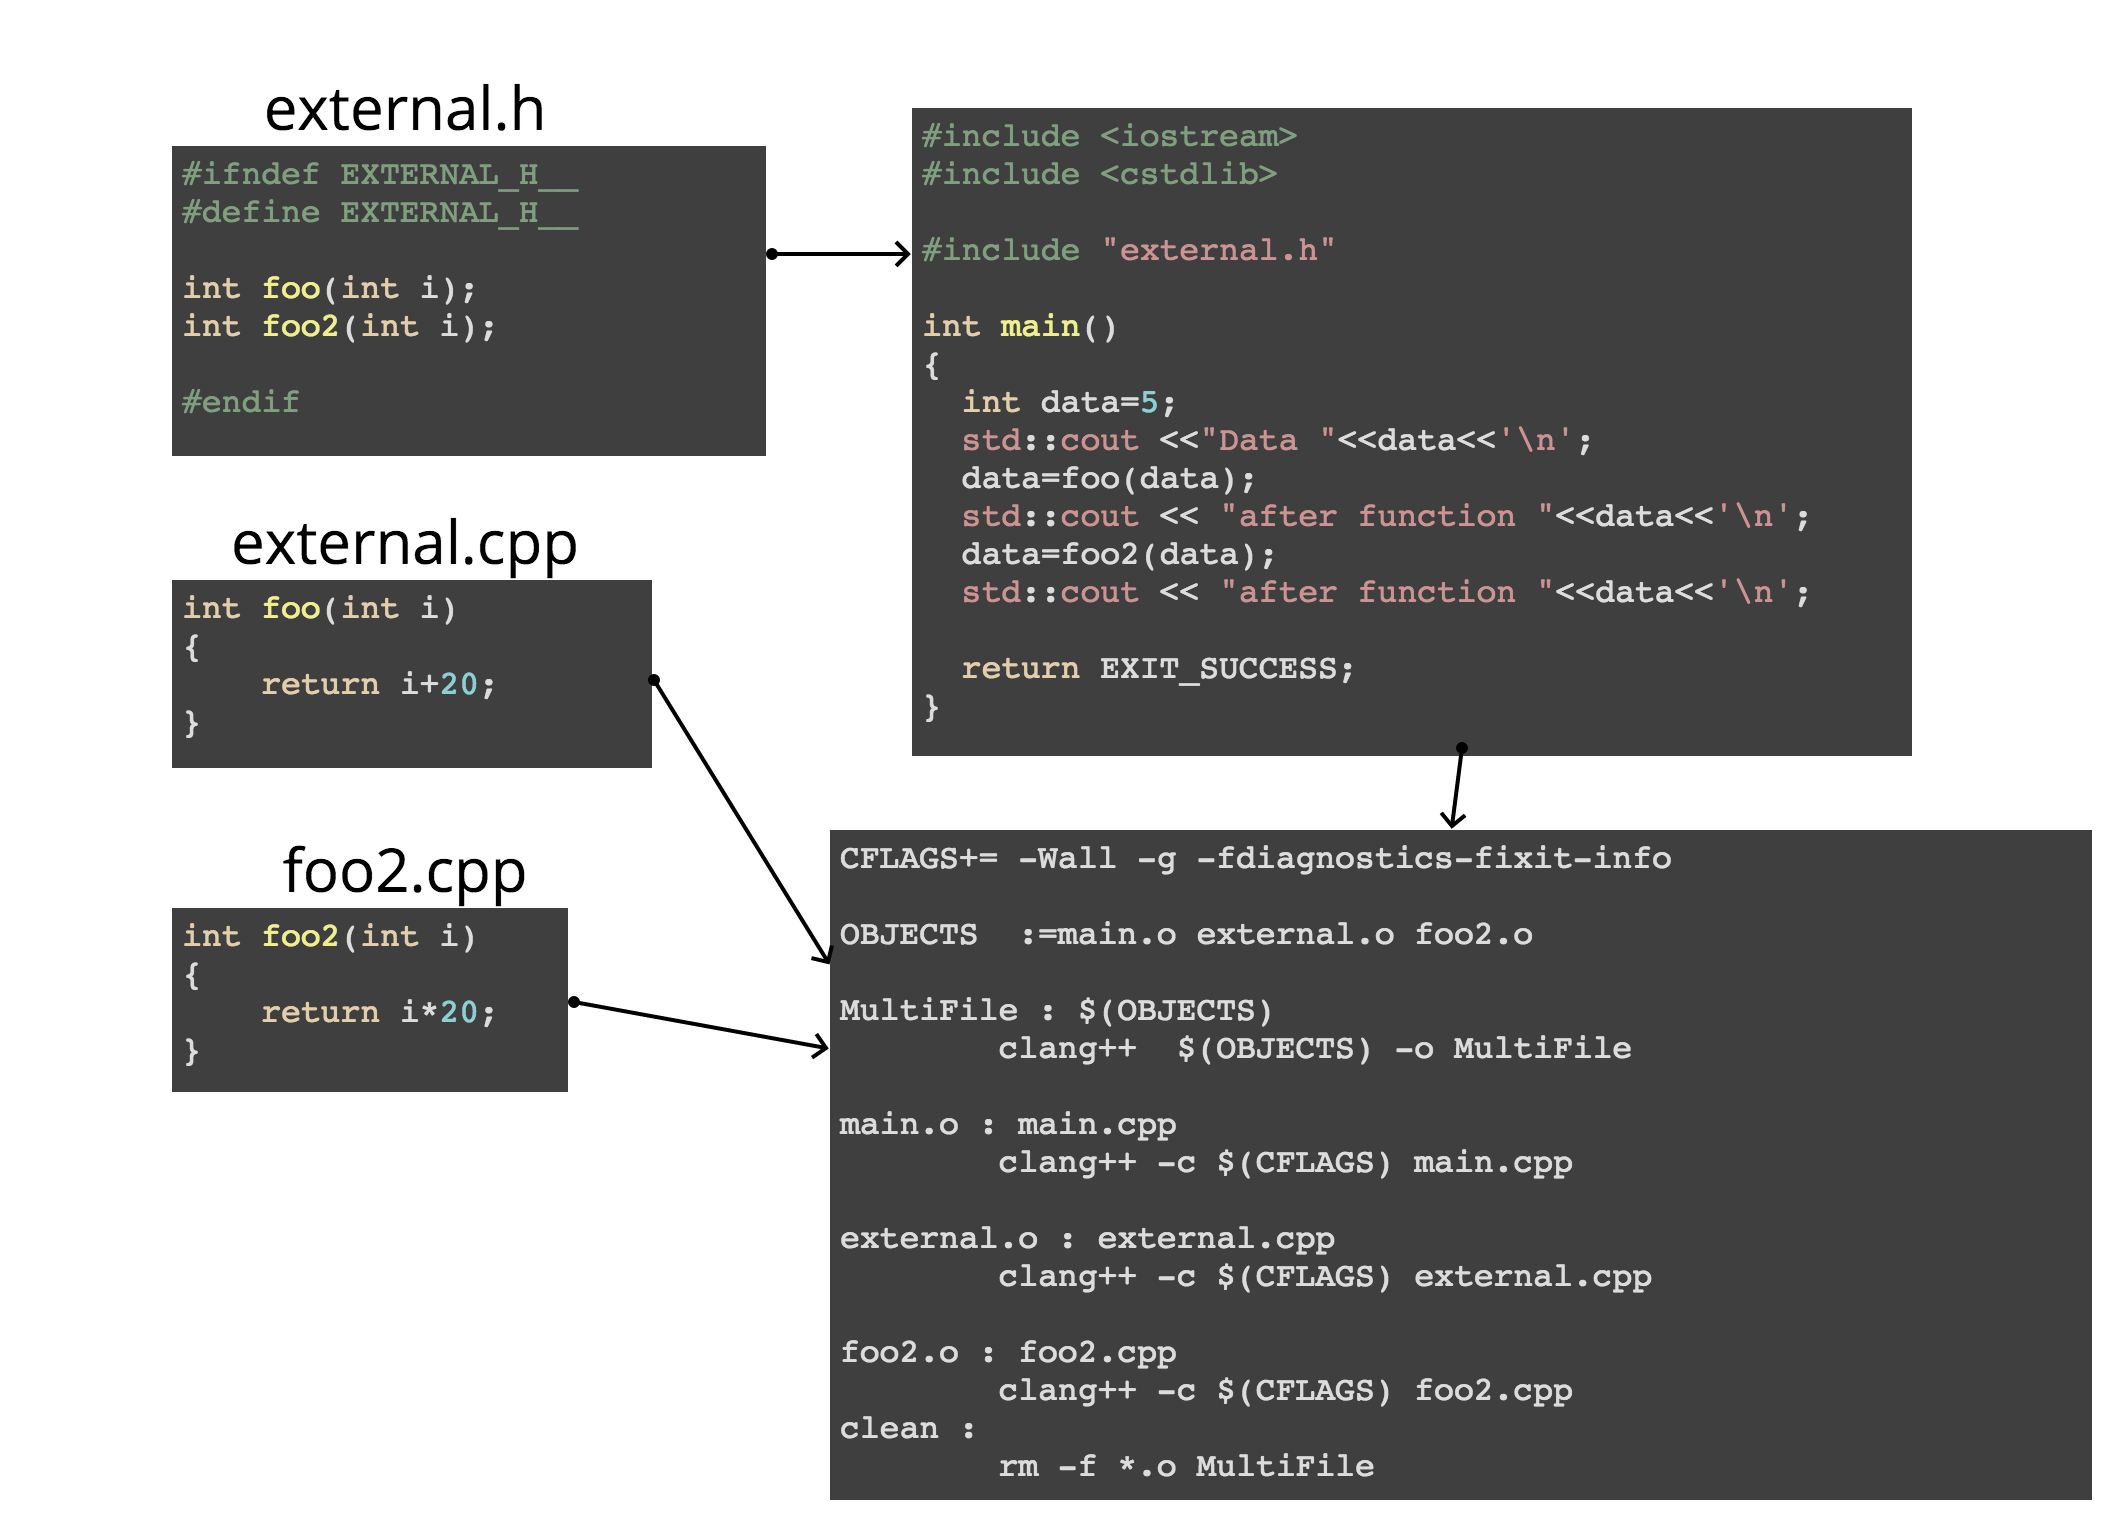 external.h
#ifndef EXTERNAL_H__
#define EXTERNAL_H__
int foo(int i);
int foo2(int i);
#endif
external.cpp
int foo(int i)
{
    return i+20;
}
foo2.cpp
int foo2(int i)
{
    return i*20;
}
#include <iostream>
#include <cstdlib>
#include "external.h"
int main()
{
  int data=5;
  std::cout <<"Data "<<data<<'\n';
  data=foo(data);
  std::cout << "after function "<<data<<'\n';
  data=foo2(data);
  std::cout << "after function "<<data<<'\n';
  return EXIT_SUCCESS;
}
CFLAGS+= -Wall -g -fdiagnostics-fixit-info
OBJECTS  :=main.o external.o foo2.o
MultiFile : $(OBJECTS)
        clang++  $(OBJECTS) -o MultiFile
main.o : main.cpp
        clang++ -c $(CFLAGS) main.cpp
external.o : external.cpp
        clang++ -c $(CFLAGS) external.cpp
foo2.o : foo2.cpp
        clang++ -c $(CFLAGS) foo2.cpp
clean :
        rm -f *.o MultiFile